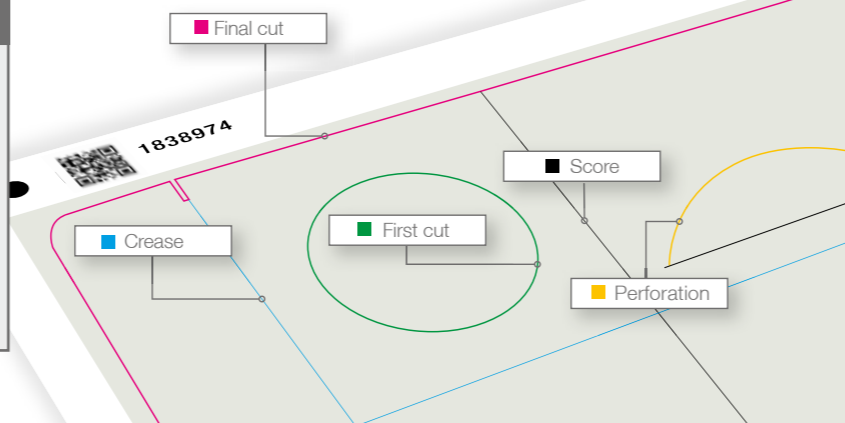 Final cut
1838974
Score
First cut
Crease
Perforation